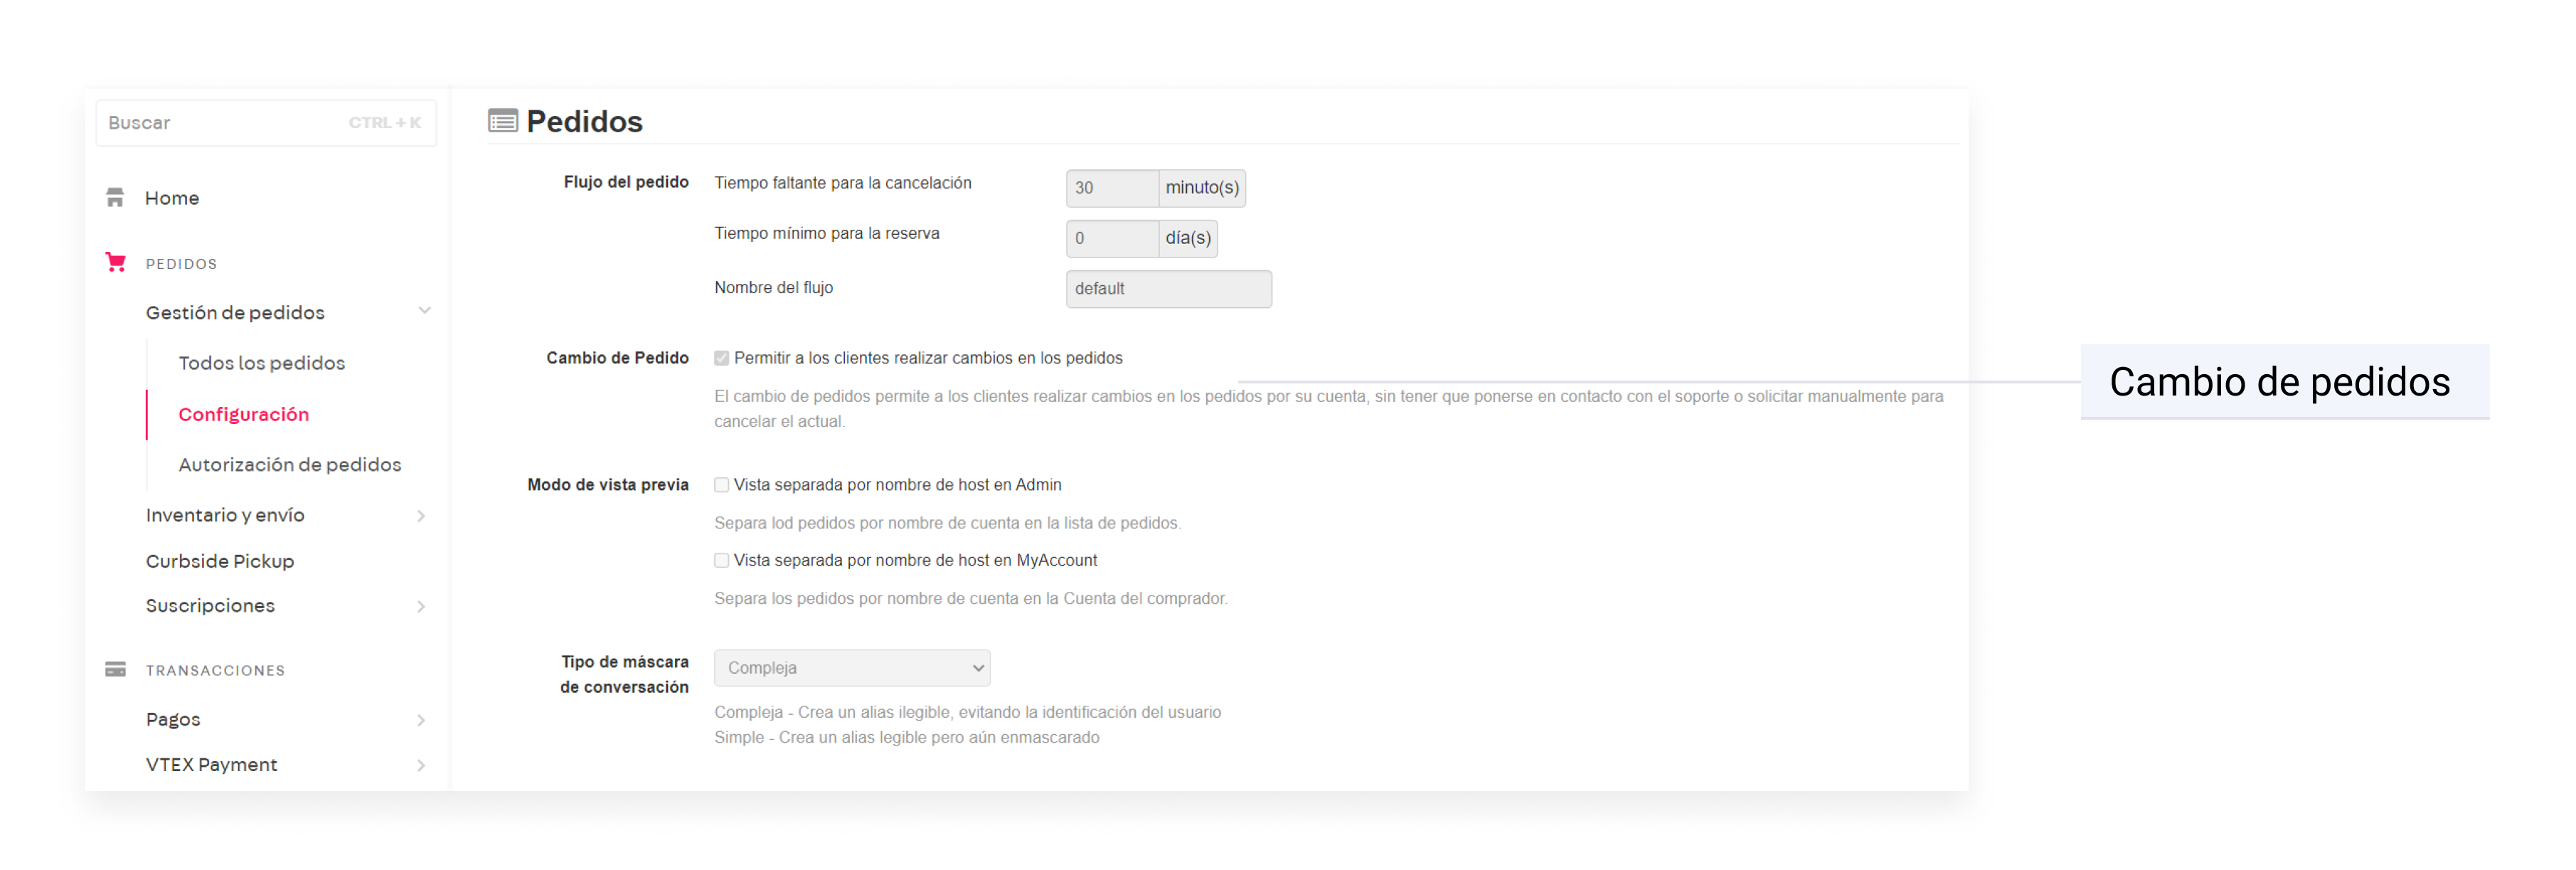 Buscar CTRL + K
Home
PEDIDOS
Gestión de pedidos
Todos los pedidos
Configuración
Autorización de pedidos
Inventario y envío
Curbside Pickup
Suscripciones
TRANSACCIONES
Pagos
VTEX Payment
Pedidos
Flujo del pedido Tiempo faltante para la cancelación 30 minuto(s)
Tiempo mínimo para la reserva 0 día(s)
Nombre del flujo default
Cambio de Pedido Permitir a los clientes realizar cambios en los pedidos
El cambio de pedidos permite a los clientes realizar cambios en los pedidos por su cuenta, sin tener que ponerse en contacto con el soporte o solicitar manualmente para
cancelar el actual.
Modo de vista previa Vista separada por nombre de host en Admin
Separa lod pedidos por nombre de cuenta en la lista de pedidos.
Vista separada por nombre de host en MyAccount
Separa los pedidos por nombre de cuenta en la Cuenta del comprador.
Tipo de máscara
de conversación
Compleja
Compleja - Crea un alias ilegible, evitando la identificación del usuario
Simple - Crea un alias legible pero aún enmascarado
Cambio de pedidos